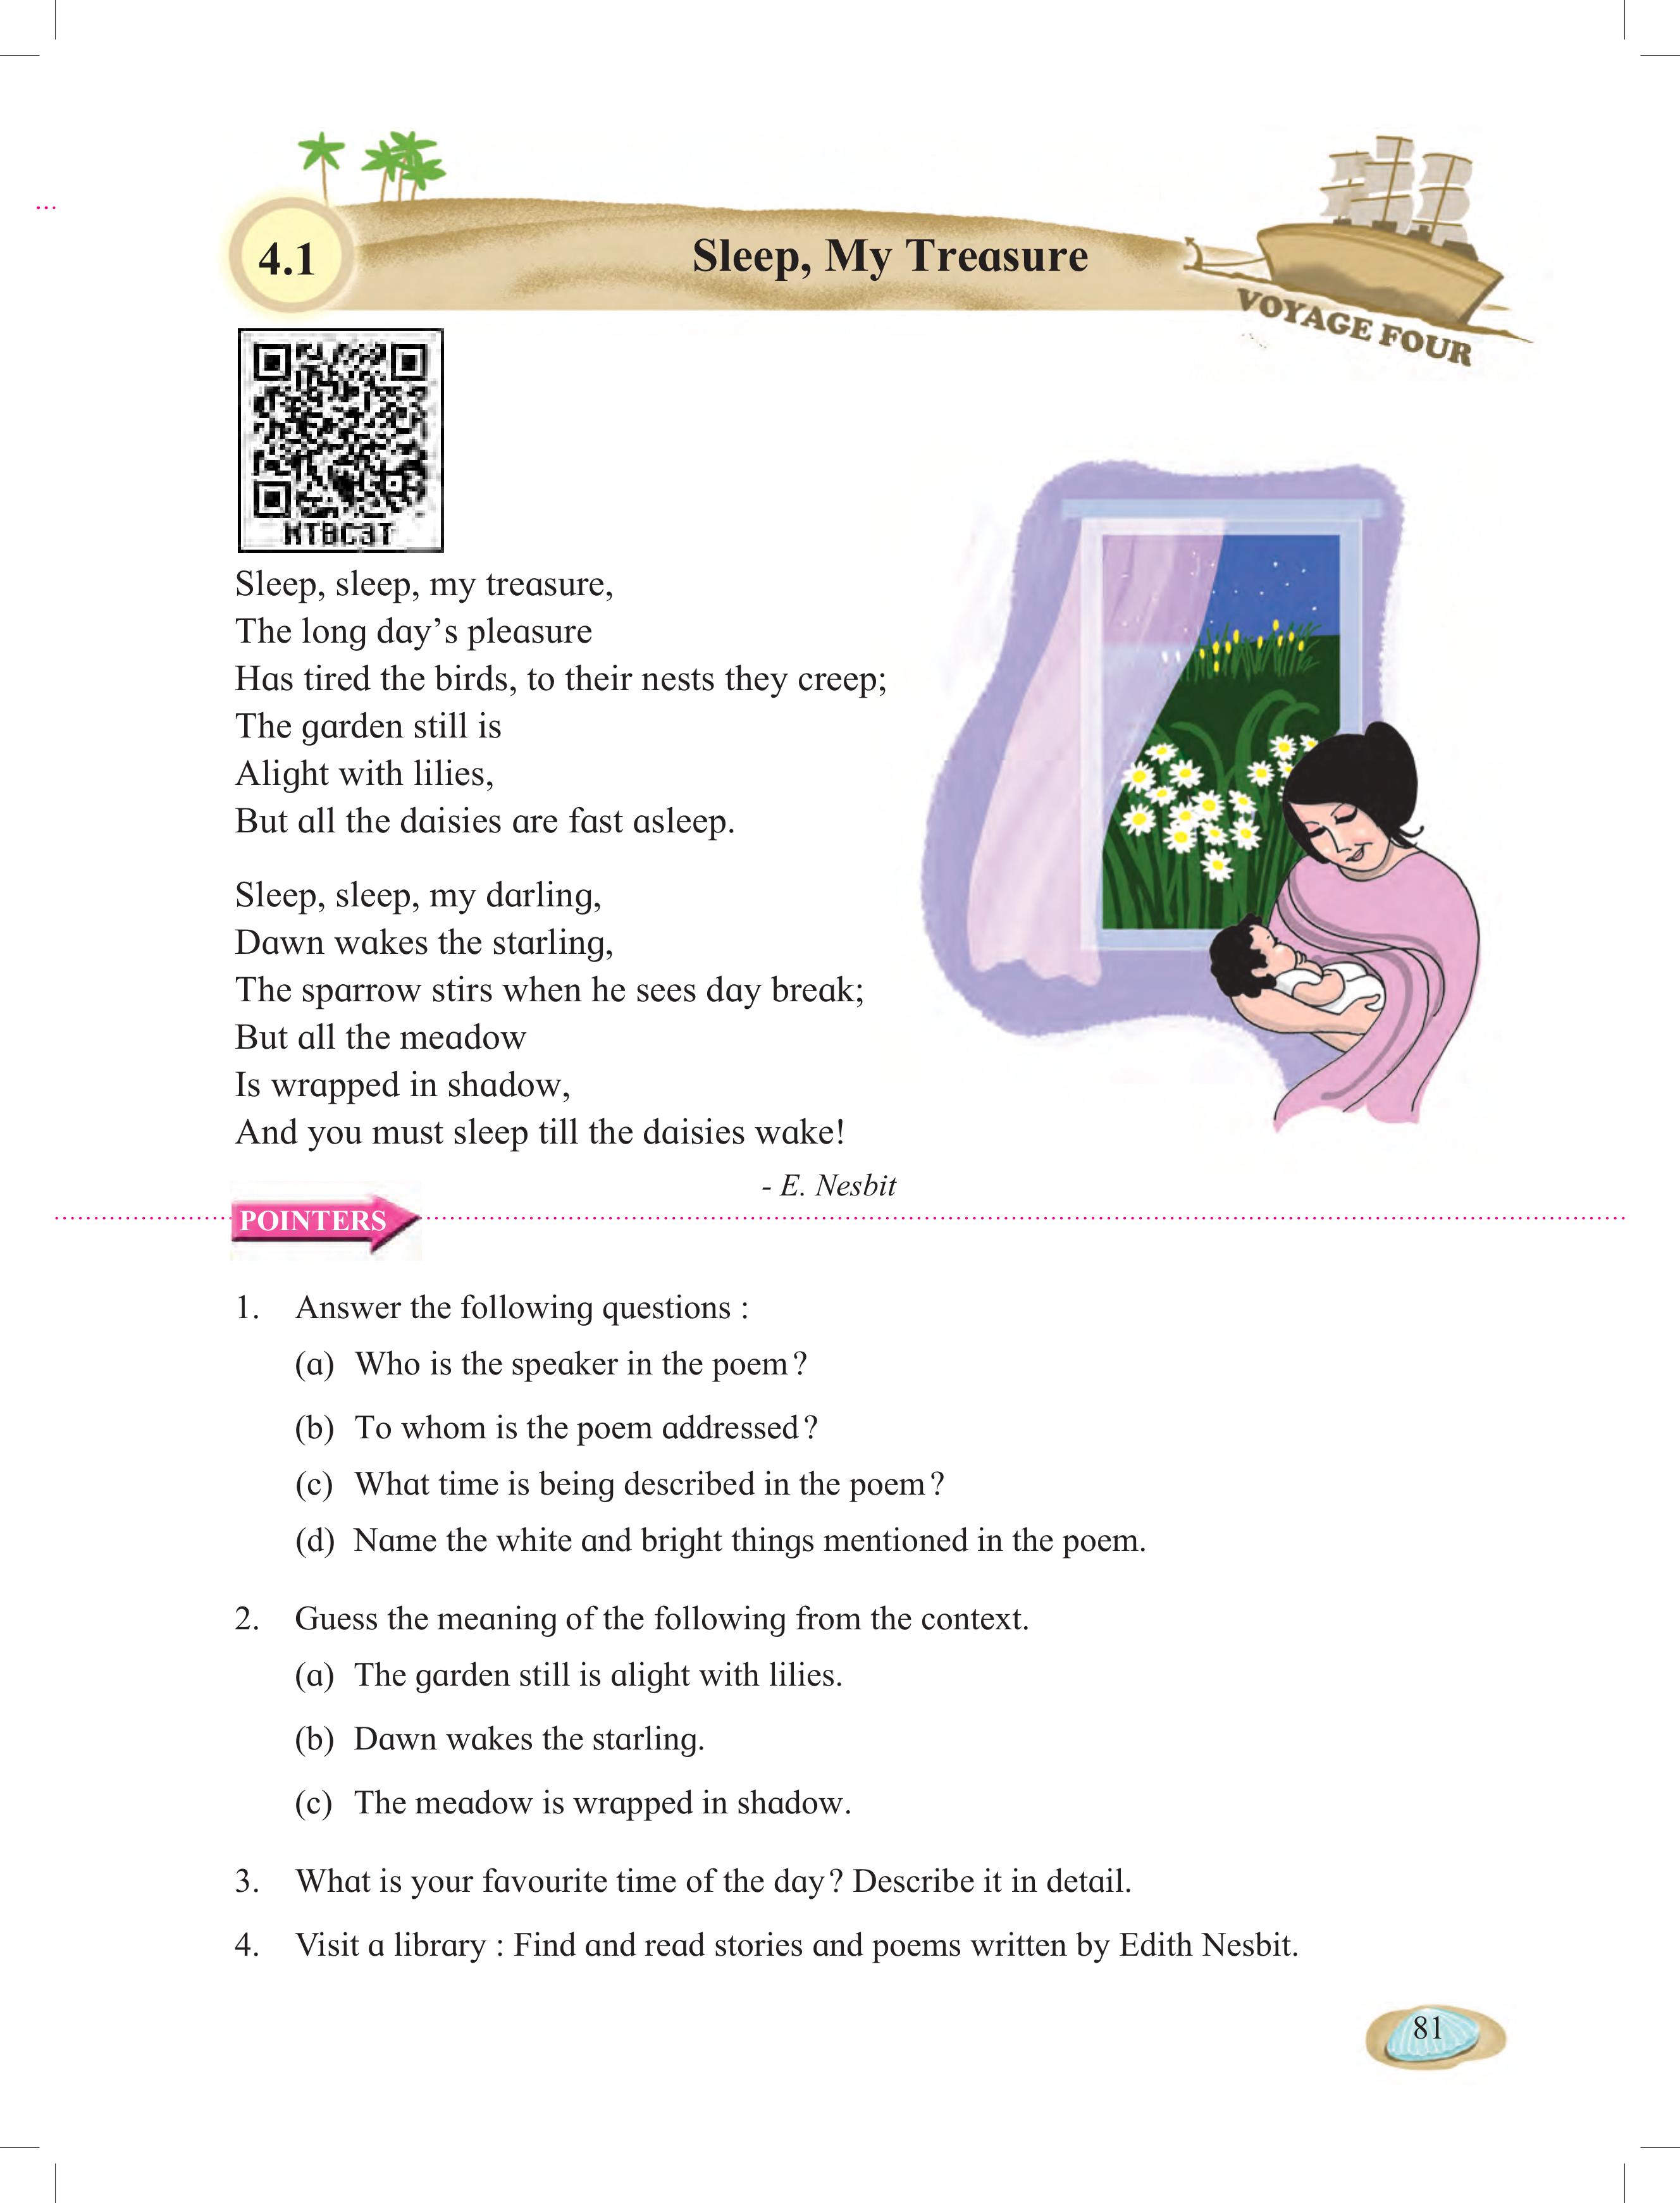 4.1
Sleep, My Treasure
VOYAGE FOUR
Sleep, sleep, my treasure,
The long day’s pleasure
Has tired the birds, to their nests they creep;
The garden still is
Alight with lilies,
But all the daisies are fast asleep.
Sleep, sleep, my darling,
Dawn wakes the starling,
The sparrow stirs when he sees day break;
But all the meadow
Is wrapped in shadow,
And you must sleep till the daisies wake!
- E. Nesbit
POINTERS
1. Answer the following questions :
(a) Who is the speaker in the poem?
(b) To whom is the poem addressed?
(c) What time is being described in the poem?
(d) Name the white and bright things mentioned in the poem.
2. Guess the meaning of the following from the context.
(a) The garden still is alight with lilies.
(b) Dawn wakes the starling.
(c) The meadow is wrapped in shadow.
3. What is your favourite time of the day? Describe it in detail.
4. Visit a library : Find and read stories and poems written by Edith Nesbit.
81